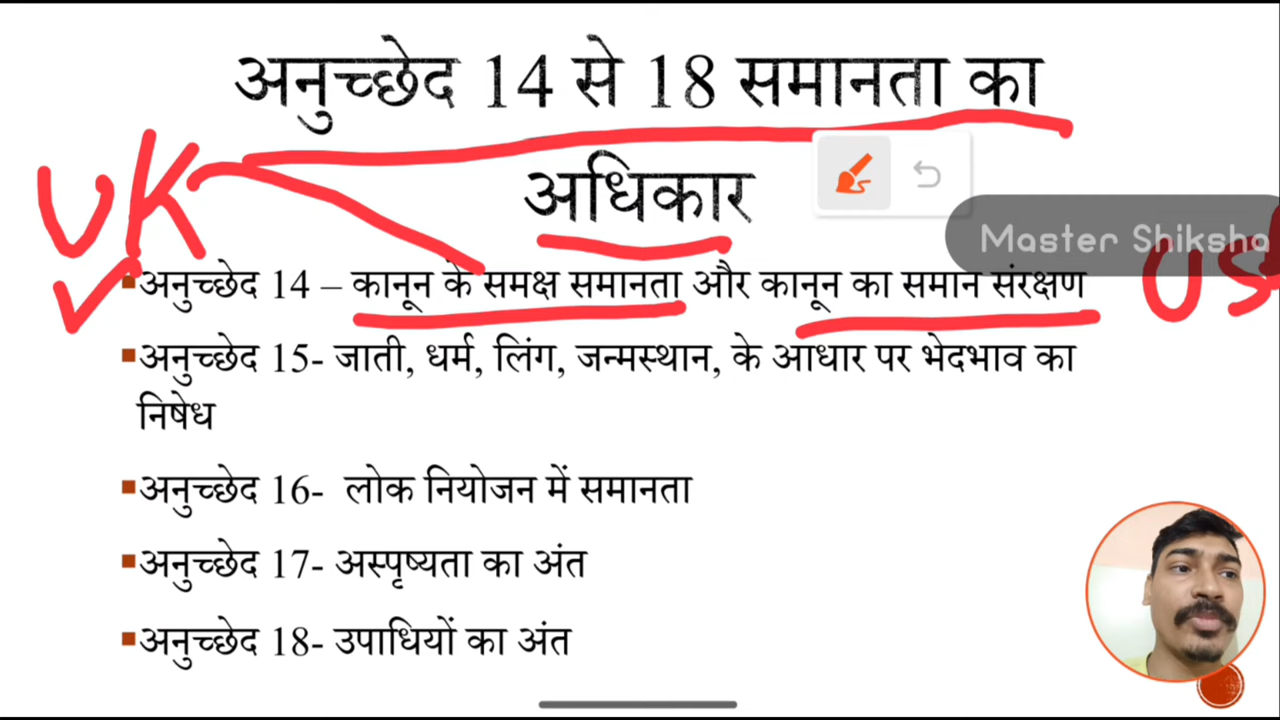 अनुच्छेद 14 से 18 समानता का
अधिकार
UK
Master Shiksha
अनुच्छेद 14 – कानून के समक्ष समानता और कानून का समान संरक्षण
अनुच्छेद 15- जाती, धर्म, लिंग, जन्मस्थान, के आधार पर भेदभाव का
निषेध
अनुच्छेद 16- लोक नियोजन में समानता
अनुच्छेद 17- अस्पृष्यता का अंत
अनुच्छेद 18- उपाधियों का अंत